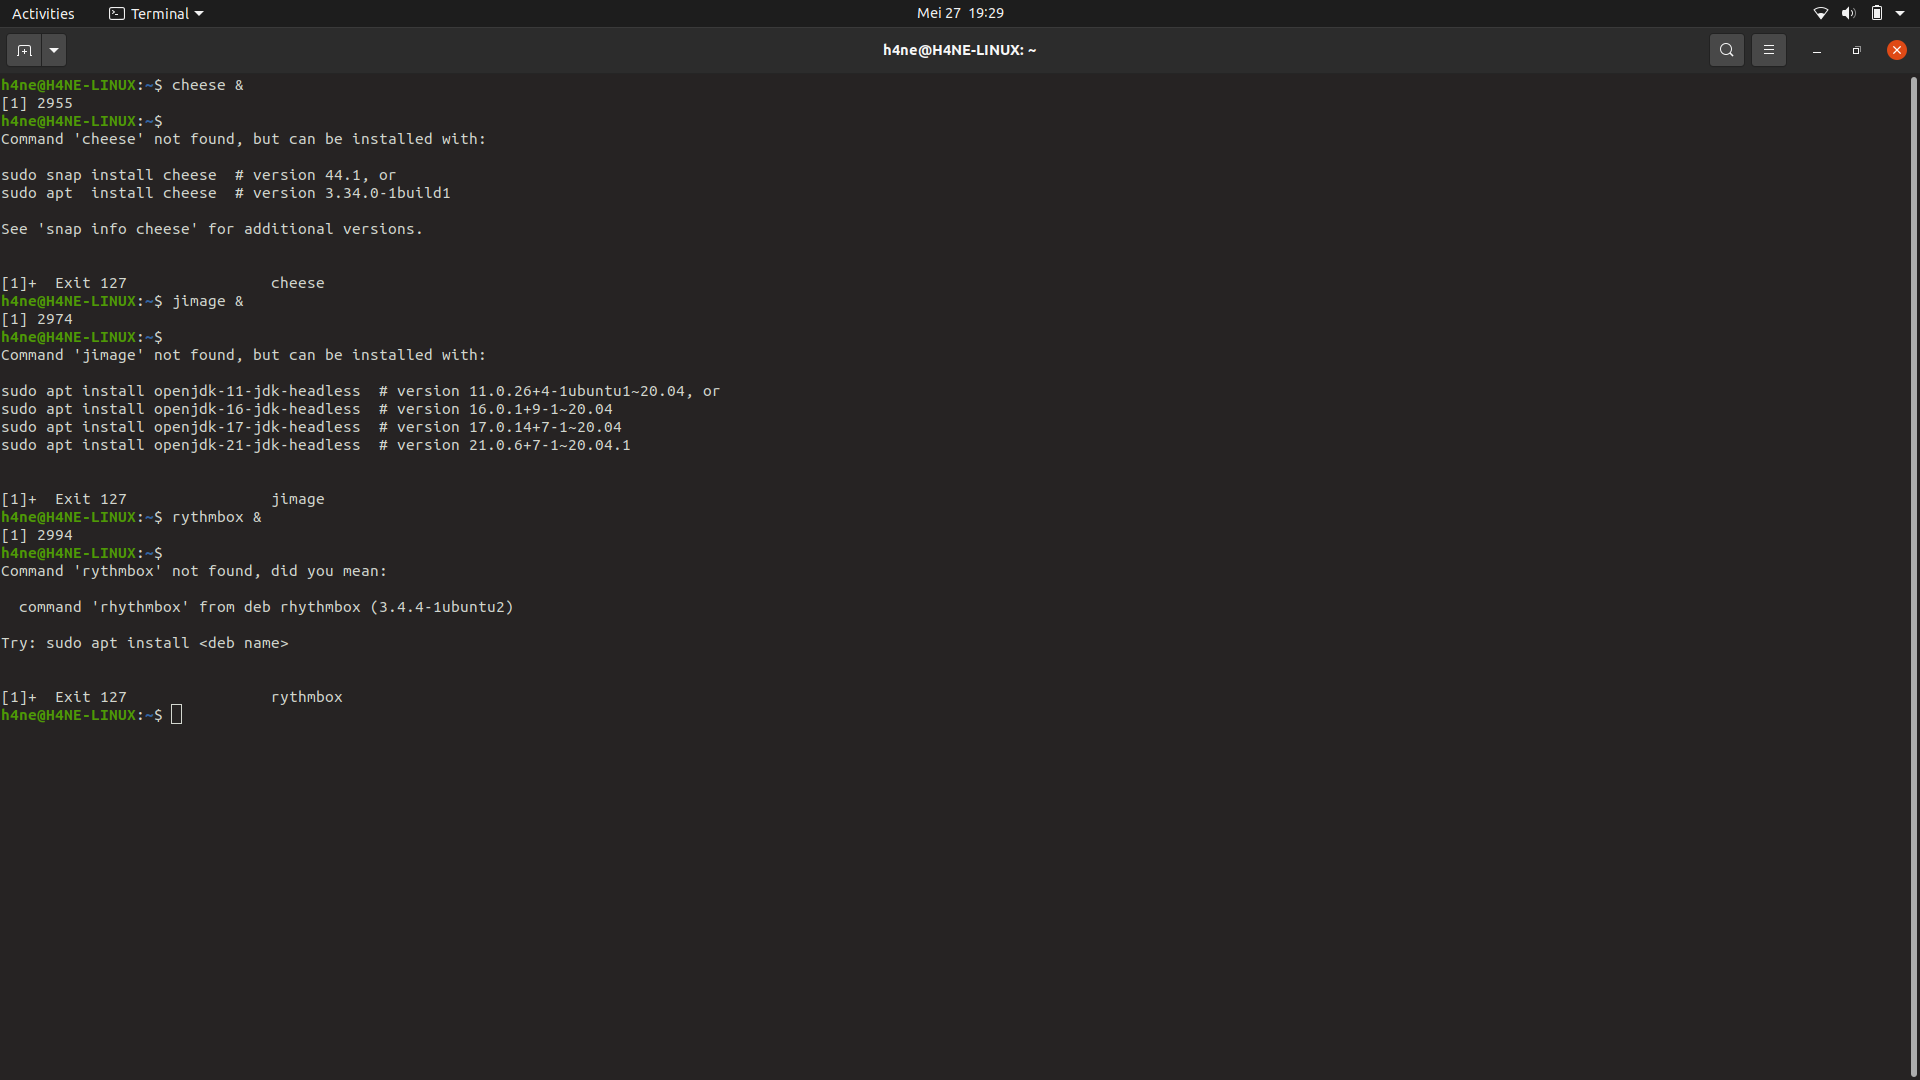 Activities
Terminal
Mei 27 19:29
h4ne@H4NE-LINUX: ~
h4ne@H4NE-LINUX:~$ cheese &
[1] 2955
h4ne@H4NE-LINUX:~$
Command 'cheese' not found, but can be installed with:
sudo snap install cheese  # version 44.1, or
sudo apt  install cheese  # version 3.34.0-1build1
See 'snap info cheese' for additional versions.
[1]+  Exit 127                cheese
h4ne@H4NE-LINUX:~$ jimage &
[1] 2974
h4ne@H4NE-LINUX:~$
Command 'jimage' not found, but can be installed with:
sudo apt install openjdk-11-jdk-headless  # version 11.0.26+4-1ubuntu1~20.04, or
sudo apt install openjdk-16-jdk-headless  # version 16.0.1+9-1~20.04
sudo apt install openjdk-17-jdk-headless  # version 17.0.14+7-1~20.04
sudo apt install openjdk-21-jdk-headless  # version 21.0.6+7-1~20.04.1
[1]+  Exit 127                jimage
h4ne@H4NE-LINUX:~$ rythmbox &
[1] 2994
h4ne@H4NE-LINUX:~$
Command 'rythmbox' not found, did you mean:
  command 'rhythmbox' from deb rhythmbox (3.4.4-1ubuntu2)
Try: sudo apt install <deb name>
[1]+  Exit 127                rythmbox
h4ne@H4NE-LINUX:~$